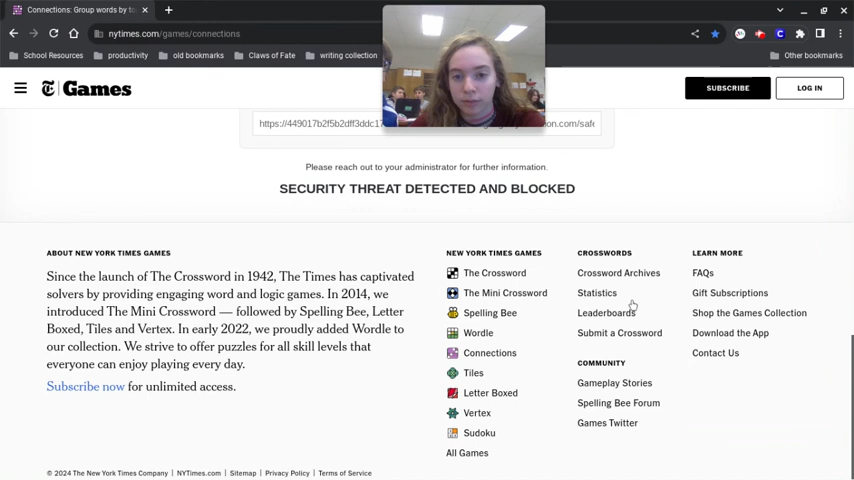 Connections: Group words by to
nytimes.com/games/connections
School Resources
productivity
old bookmarks
Claws of Fate
writing collection
Other bookmarks
Games
SUBSCRIBE
LOG IN
Please reach out to your administrator for further information.
SECURITY THREAT DETECTED AND BLOCKED
ABOUT NEW YORK TIMES GAMES
Since the launch of The Crossword in 1942, The Times has captivated
solvers by providing engaging word and logic games. In 2014, we
introduced The Mini Crossword — followed by Spelling Bee, Letter
Boxed, Tiles and Vertex. In early 2022, we proudly added Wordle to
our collection. We strive to offer puzzles for all skill levels that
everyone can enjoy playing every day.
Subscribe now for unlimited access.
NEW YORK TIMES GAMES
The Crossword
The Mini Crossword
Spelling Bee
Wordle
Connections
Tiles
Letter Boxed
Vertex
Sudoku
All Games
CROSSWORDS
Crossword Archives
Statistics
Leaderboards
Submit a Crossword
COMMUNITY
Gameplay Stories
Spelling Bee Forum
Games Twitter
LEARN MORE
FAQs
Gift Subscriptions
Shop the Games Collection
Download the App
Contact Us
© 2024 The New York Times Company | NYTimes.com | Sitemap | Privacy Policy | Terms of Service